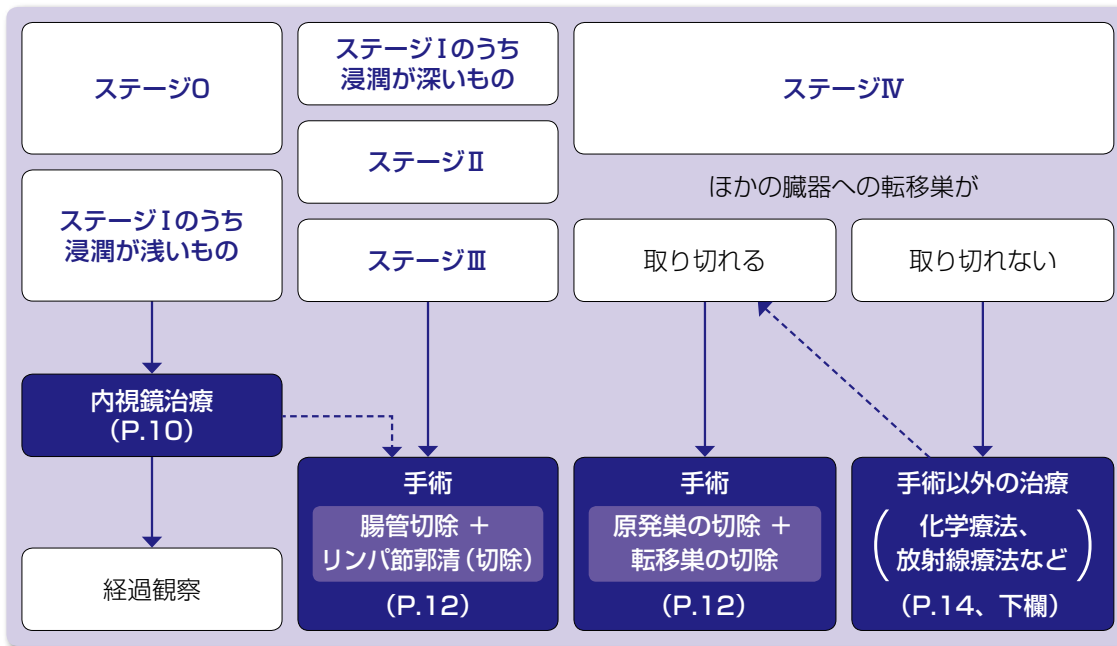 ステージ0
ステージⅠのうち
浸潤が浅いもの
内視鏡治療
(P.10)
経過観察
ステージⅠのうち
浸潤が深いもの
ステージⅡ
ステージⅢ
手術
腸管切除 +
リンパ節郭清(切除)
(P.12)
ステージⅣ
ほかの臓器への転移巣が
取り切れる
手術
原発巣の切除 +
転移巣の切除
(P.12)
取り切れない
手術以外の治療
(化学療法、
放射線療法など)
(P.14、下欄)